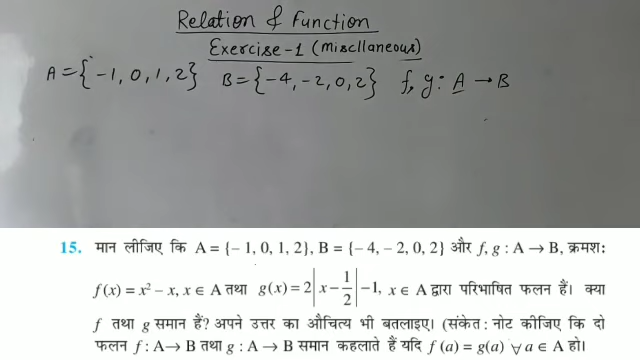 Relation & Function
Exercise-1 (Miscllaneous)
A = {-1, 0, 1, 2} B = {-4, -2, 0, 2} f, g: A → B
15. मान लीजिए कि A = {– 1, 0, 1, 2}, B = {– 4, – 2, 0, 2} और f, g : A → B, क्रमशः
f (x) = x² – x, x ∈ A तथा g(x) = 2|x – 1/2| – 1, x ∈ A द्वारा परिभाषित फलन हैं। क्या
f तथा g समान हैं? अपने उत्तर का औचित्य भी बतलाइए। (संकेत : नोट कीजिए कि दो
फलन f : A → B तथा g : A → B समान कहलाते हैं यदि f (a) = g(a) ∀ a ∈ A हो।